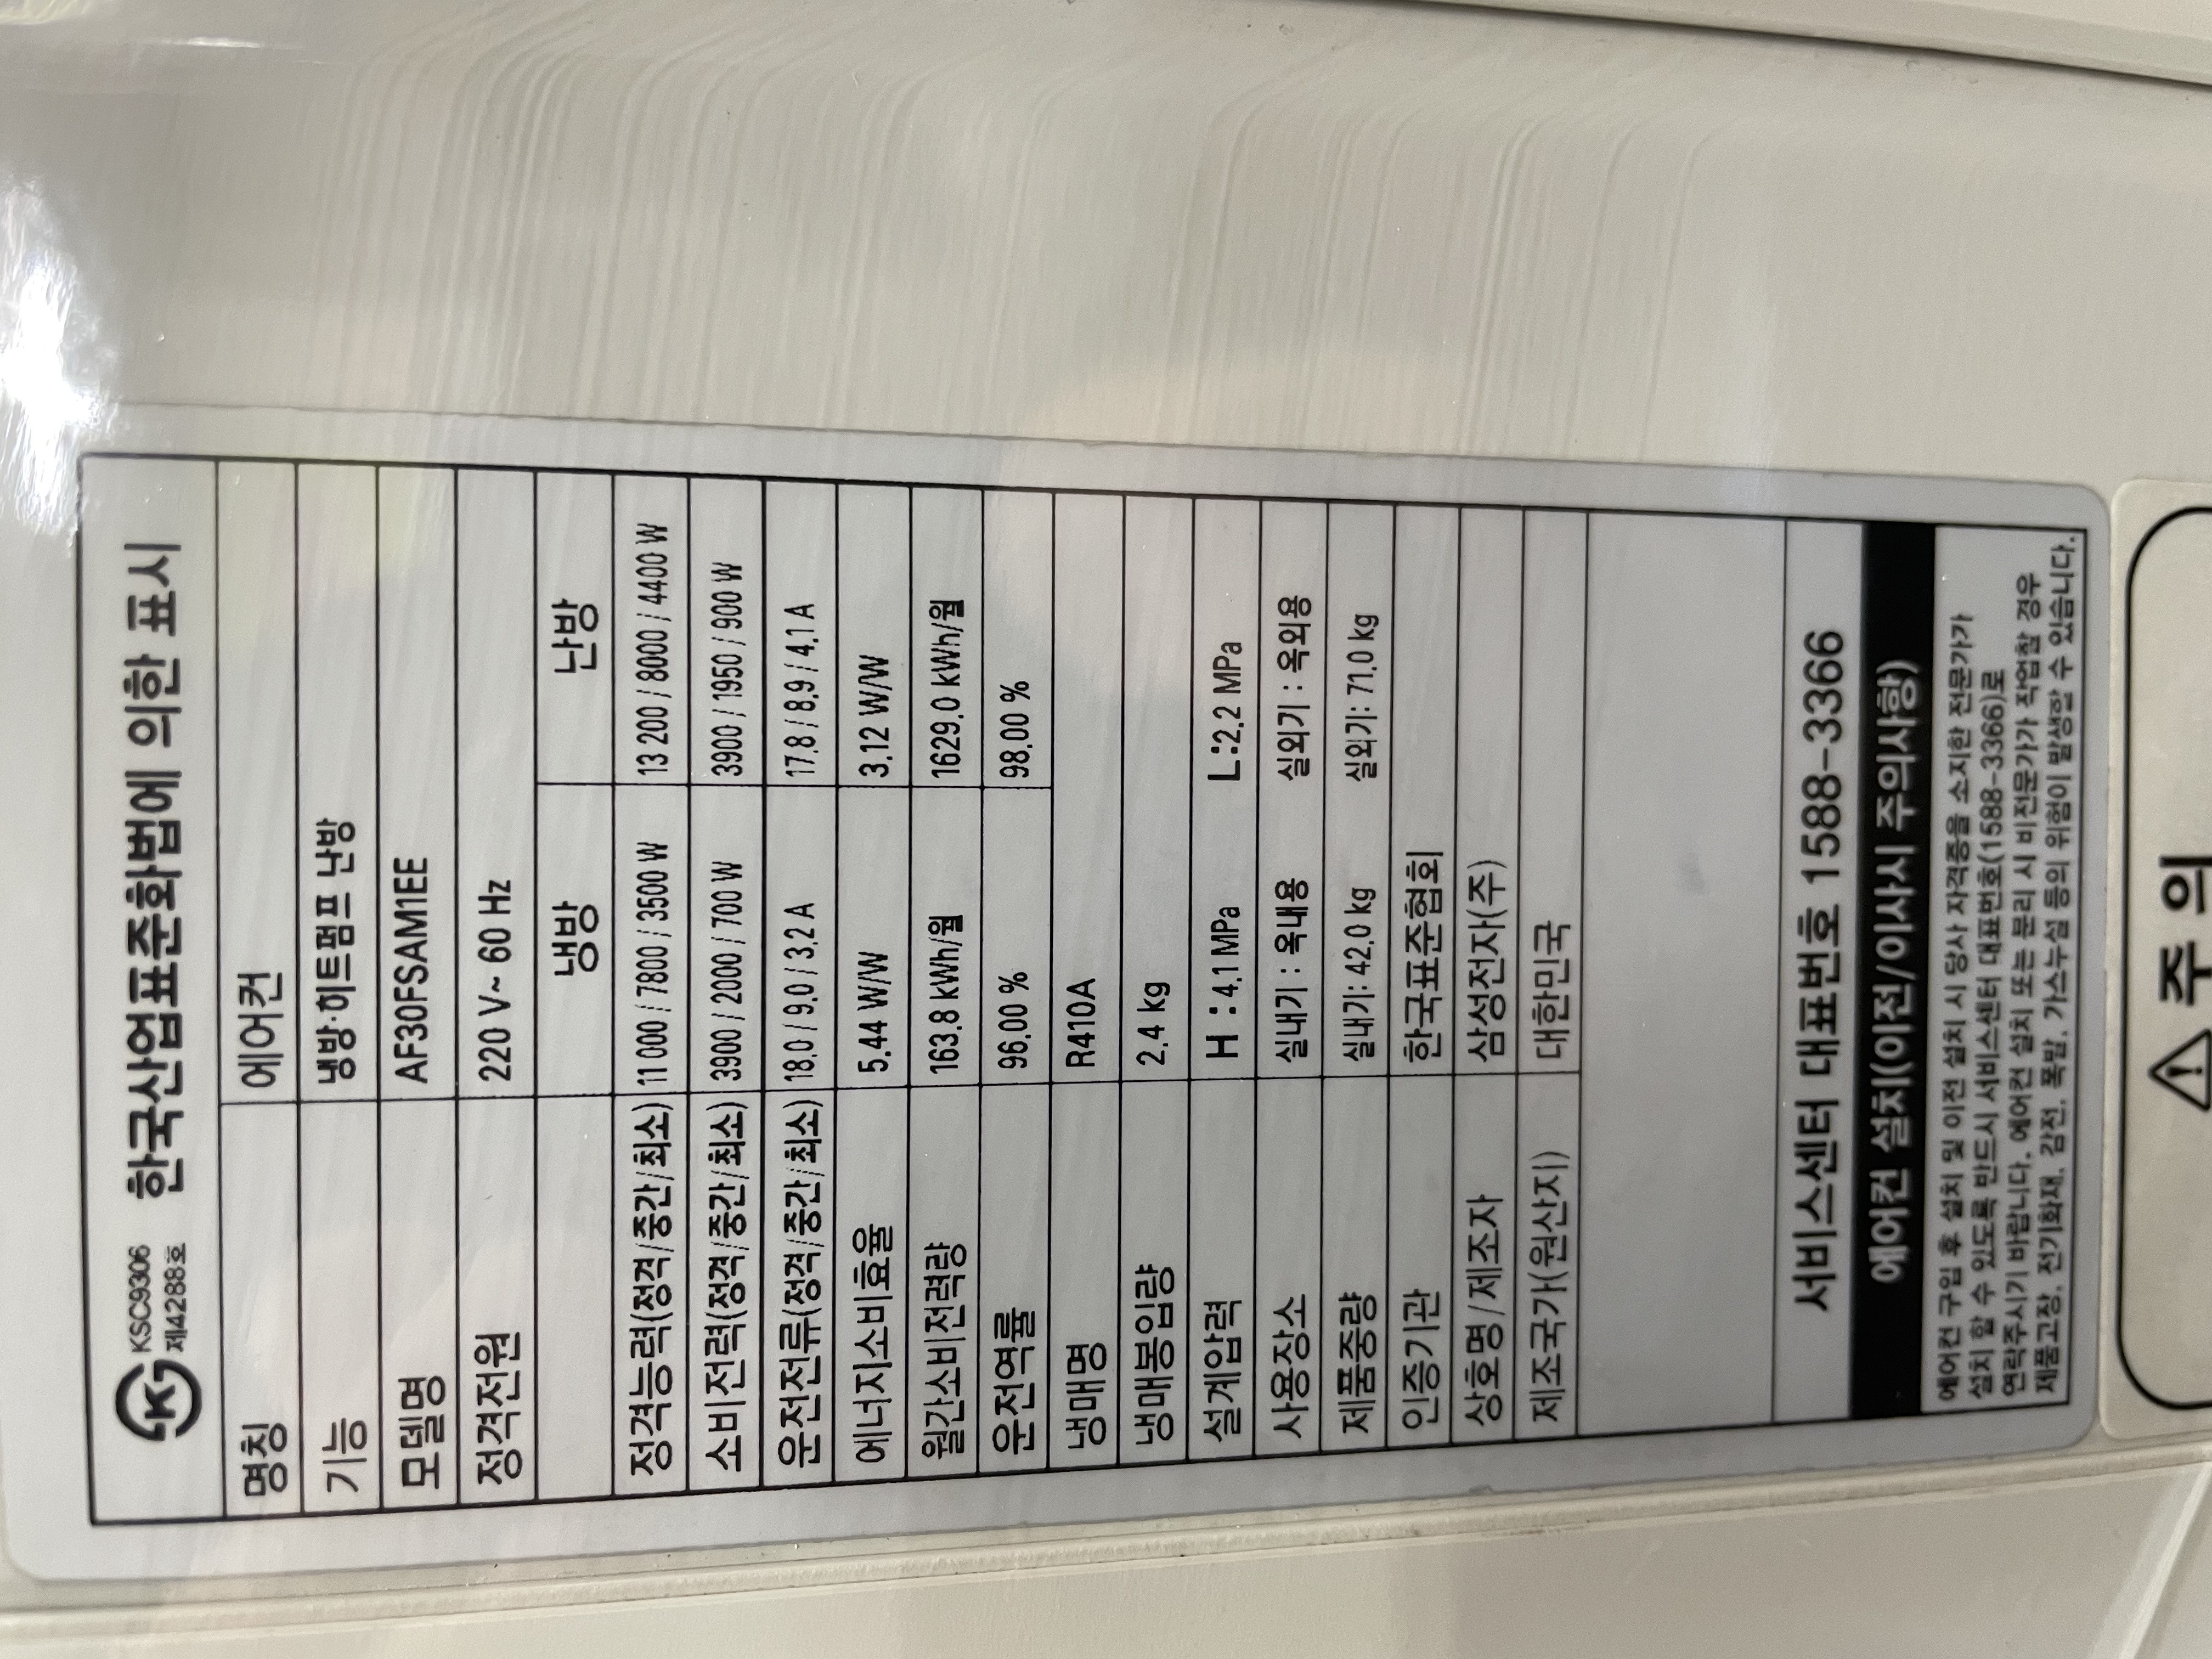 KSC9306
제4288호
한국산업표준화법에 의한 표시
명칭 에어컨
기능 냉방·히트펌프 난방
모델명 AF30FSAM1EE
정격전원 220 V~ 60 Hz
냉방 난방
정격능력(정격/중간/최소) 11 000 / 7800 / 3500 W 13 200 / 8000 / 4400 W
소비전력(정격/중간/최소) 3900 / 2000 / 700 W 3900 / 1950 / 900 W
운전전류(정격/중간/최소) 18.0 / 9.0 / 3.2 A 17.8 / 8.9 / 4.1 A
에너지소비효율 5.44 W/W 3.12 W/W
월간소비전력량 163.8 kWh/월 1629.0 kWh/월
운전역률 96.00 % 98.00 %
냉매명 R410A
냉매봉입량 2.4 kg
설계압력 H : 4.1 MPa L:2.2 MPa
사용장소 실내기 : 옥내용 실외기 : 옥외용
제품중량 실내기: 42.0 kg 실외기: 71.0 kg
인증기관 한국표준협회
상호명/제조자 삼성전자(주)
제조국가(원산지) 대한민국
서비스센터 대표번호 1588-3366
에어컨 설치(이전/이사시 주의사항)
에어컨 구입 후 설치 및 이전 설치 시 당사 자격증을 소지한 전문가가
설치 할 수 있도록 반드시 서비스센터 대표번호(1588-3366)로
연락주시기 바랍니다. 에어컨 설치 또는 분리 시 비전문가가 작업할 경우
제품고장, 전기화재, 감전, 폭발, 가스누설 등의 위험이 발생할 수 있습니다.
주의